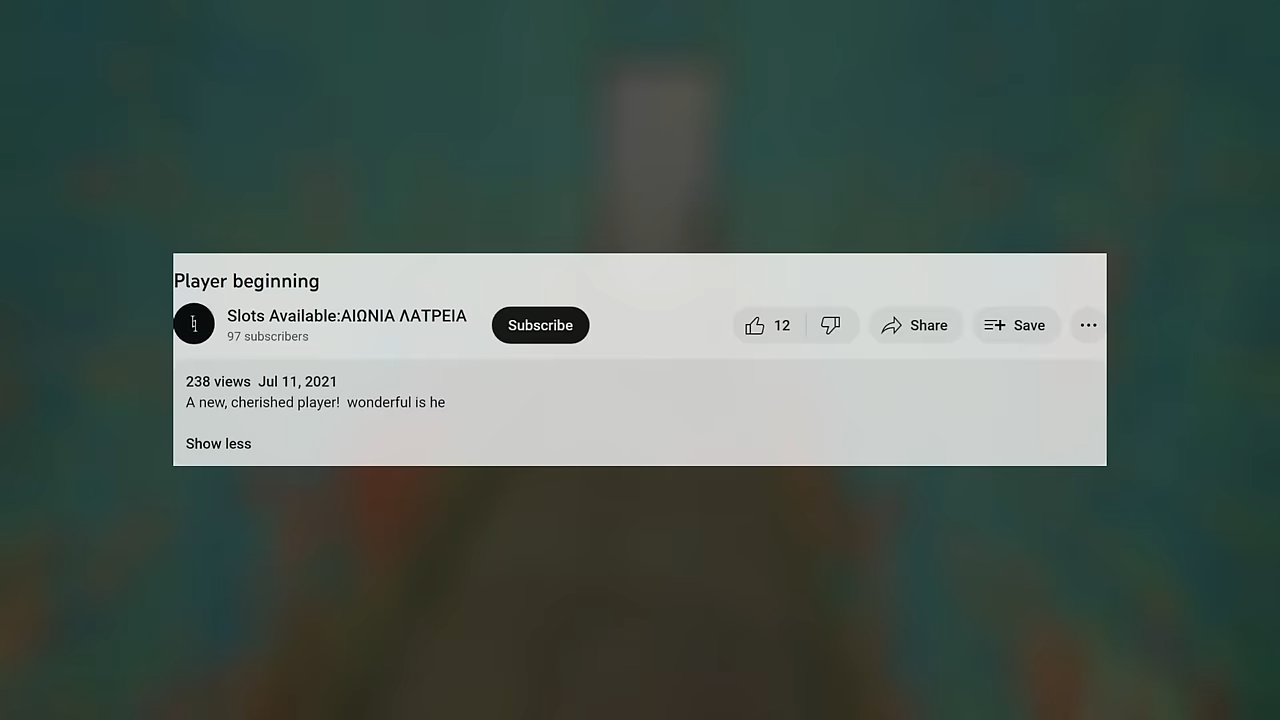 Player beginning
Slots Available:ΑΙΩΝΙΑ ΛΑΤΡΕΙΑ
97 subscribers
Subscribe
12
Share
Save
238 views  Jul 11, 2021
A new, cherished player!  wonderful is he
Show less